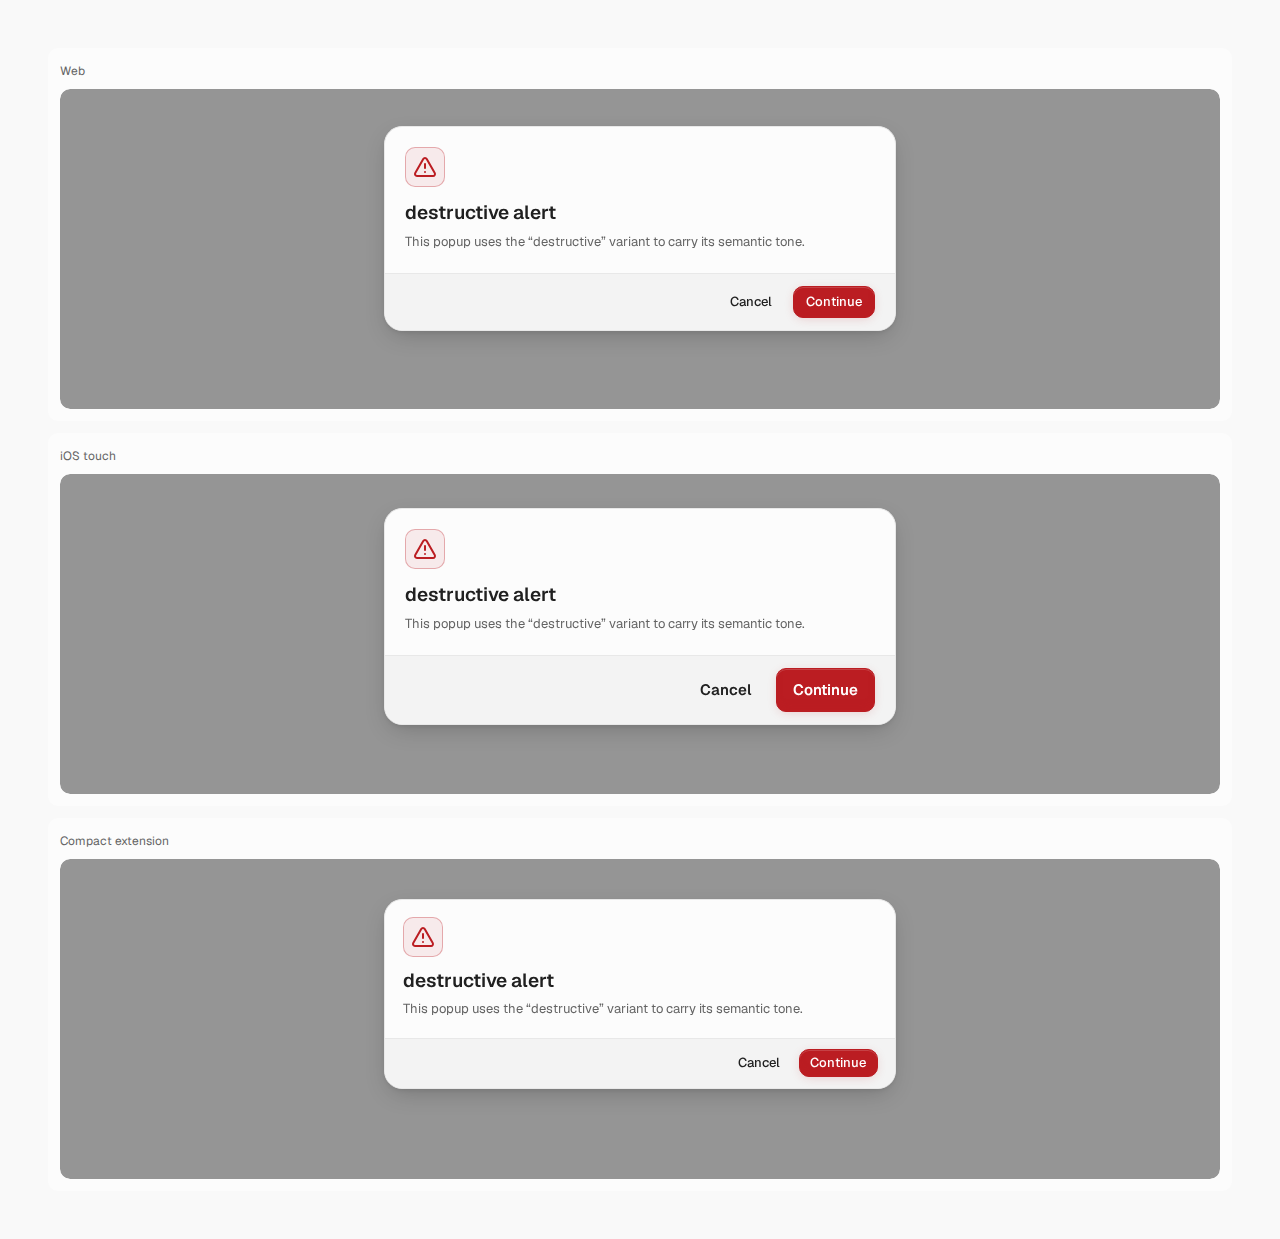 Web
destructive alert
This popup uses the “destructive” variant to carry its semantic tone.
Cancel
Continue
iOS touch
destructive alert
This popup uses the “destructive” variant to carry its semantic tone.
Cancel
Continue
Compact extension
destructive alert
This popup uses the “destructive” variant to carry its semantic tone.
Cancel
Continue